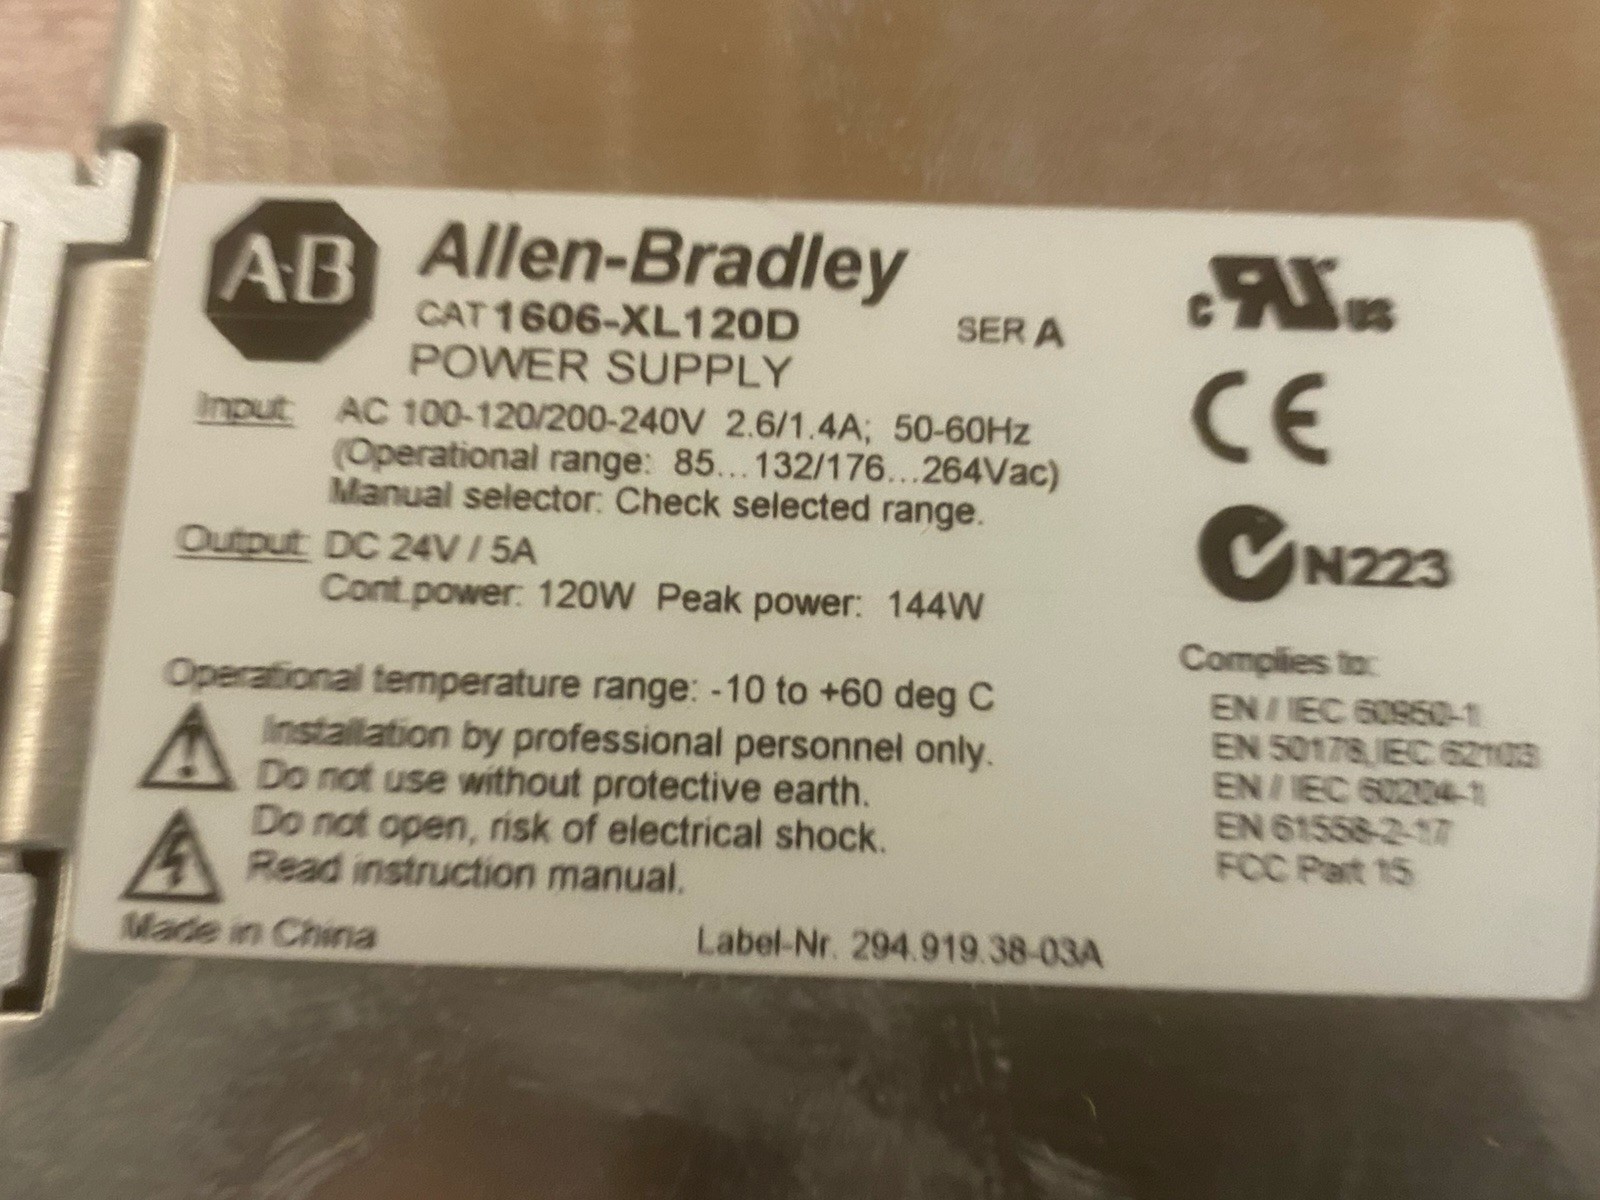 A-B Allen-Bradley
CAT 1606-XL120D SER A
POWER SUPPLY
Input: AC 100-120/200-240V 2.6/1.4A; 50-60Hz
(Operational range: 85...132/176...264Vac)
Manual selector: Check selected range.
Output: DC 24V / 5A
Cont.power: 120W Peak power: 144W
Operational temperature range: -10 to +60 deg C
Installation by professional personnel only.
Do not use without protective earth.
Do not open, risk of electrical shock.
Read instruction manual.
Made in China
Label-Nr. 294.919.38-03A
c RU us
CE
N223
Complies to:
EN / IEC 60950-1
EN 50178, IEC 62103
EN / IEC 60204-1
EN 61558-2-17
FCC Part 15